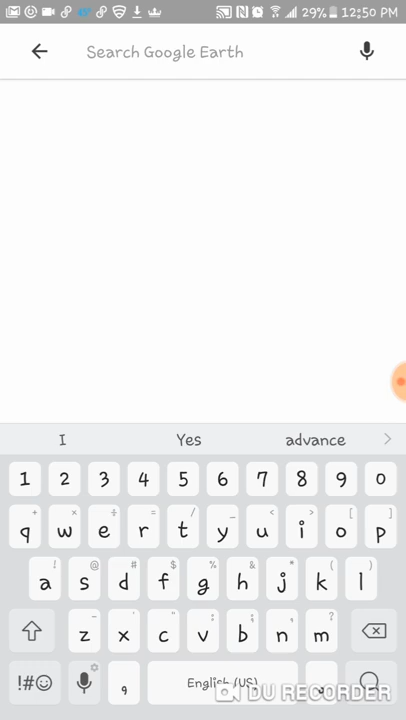 29% 12:50 PM
Search Google Earth
I Yes advance
1 2 3 4 5 6 7 8 9 0
+ × ÷ = / _ < > [ ]
q w e r t y u i o p
! @ # $ % & * ( )
a s d f g h j k l
- ' " : ; , ?
z x c v b n m
!#☺ , English (US)
DU RECORDER